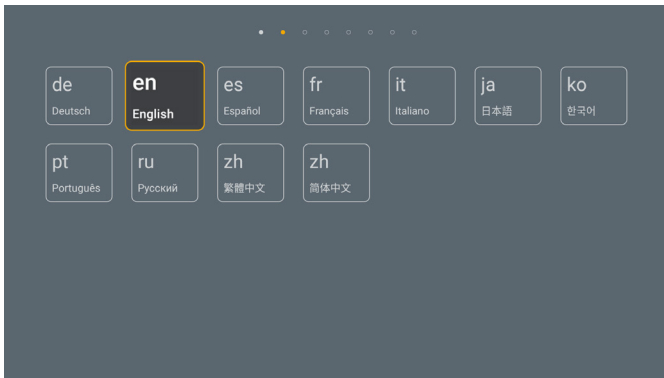 de
Deutsch
en
English
es
Español
fr
Français
it
Italiano
ja
日本語
ko
한국어
pt
Português
ru
Русский
zh
繁體中文
zh
简体中文